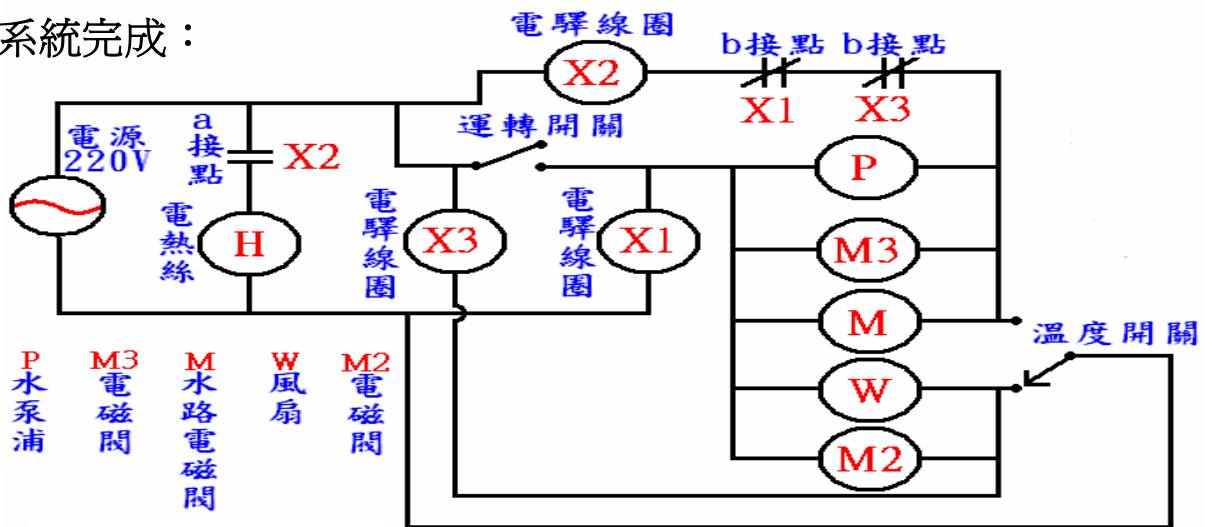 系統完成：
電驛線圈
b接點 b接點
X2
X1 X3
運轉開關
電源
220V
a接點
X2
P
電熱絲
H
電驛線圈
X3
電驛線圈
X1
M3
M
溫度開關
W
M2
P 水泵浦
M3 電磁閥
M 水路電磁閥
W 風扇
M2 電磁閥